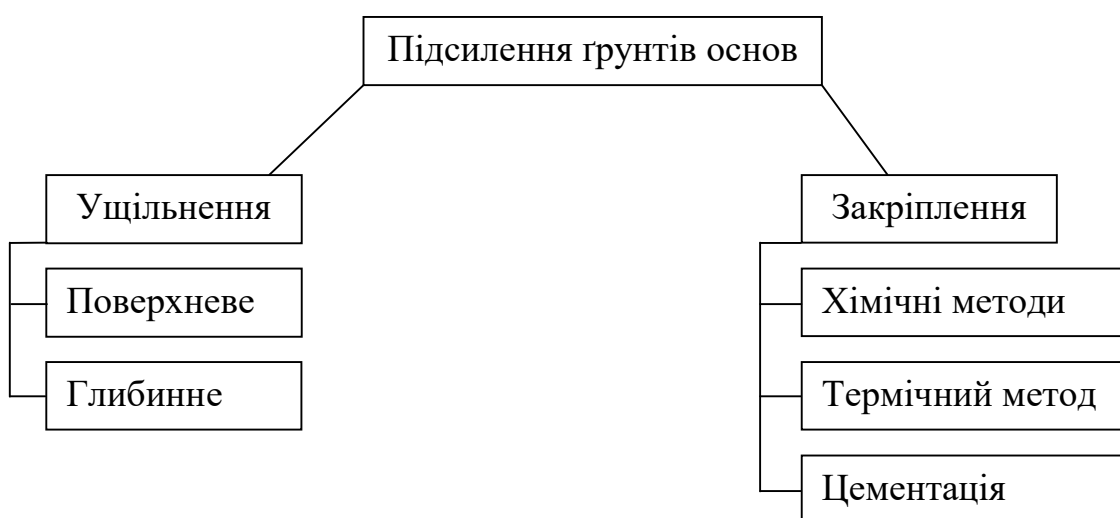 Підсилення ґрунтів основ
Ущільнення
Поверхневе
Глибинне
Закріплення
Хімічні методи
Термічний метод
Цементація